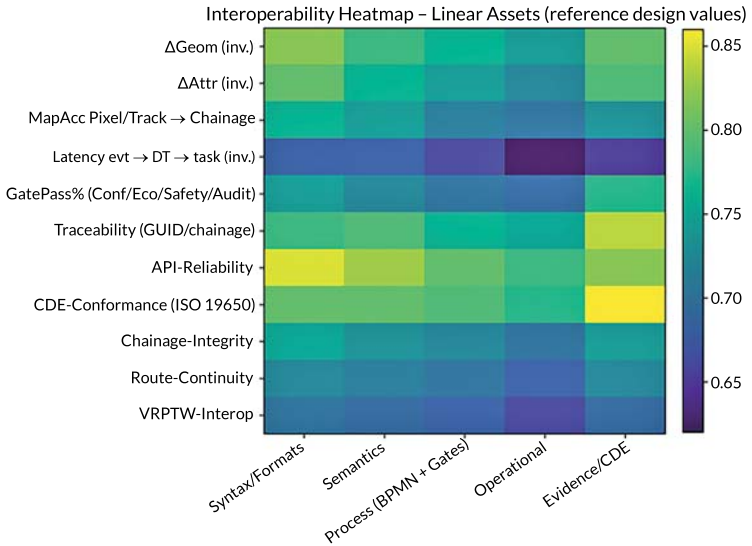 Interoperability Heatmap – Linear Assets (reference design values)
ΔGeom (inv.)
ΔAttr (inv.)
MapAcc Pixel/Track → Chainage
Latency evt → DT → task (inv.)
GatePass% (Conf/Eco/Safety/Audit)
Traceability (GUID/chainage)
API-Reliability
CDE-Conformance (ISO 19650)
Chainage-Integrity
Route-Continuity
VRPTW-Interop
Syntax/Formats
Semantics
Process (BPMN + Gates)
Operational
Evidence/CDE
0.85
0.80
0.75
0.70
0.65